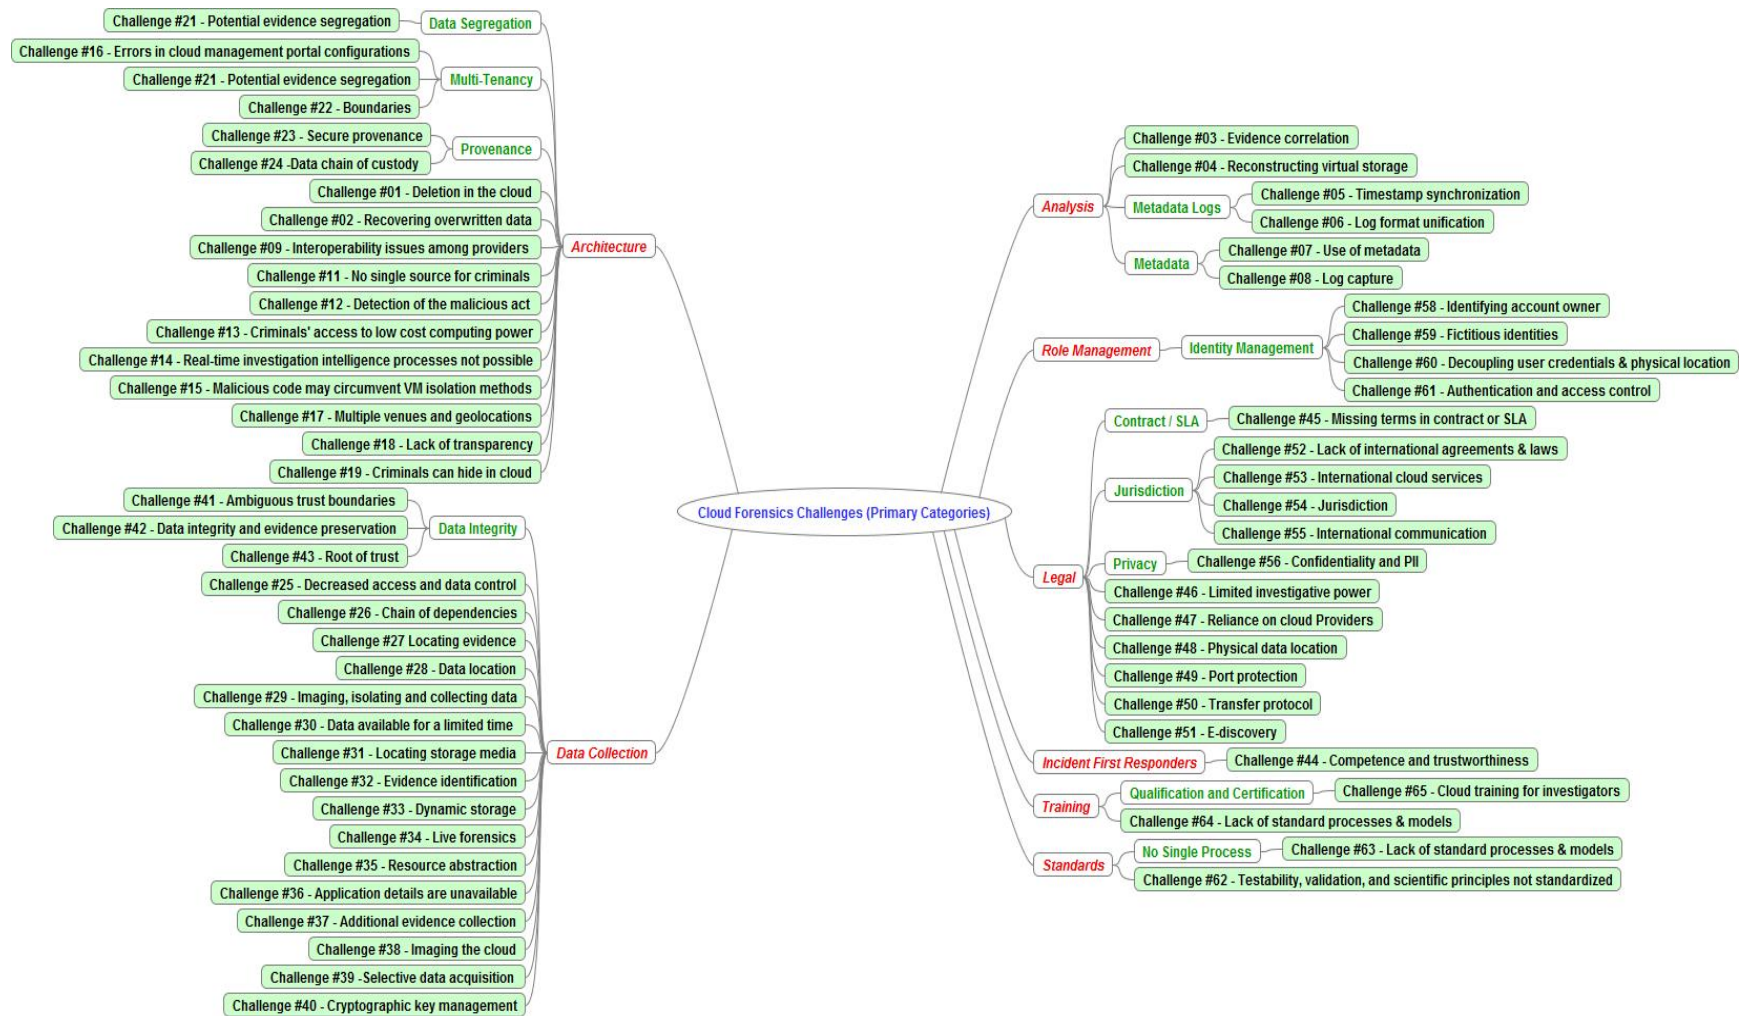 Challenge #21 - Potential evidence segregation
Data Segregation
Challenge #16 - Errors in cloud management portal configurations
Challenge #21 - Potential evidence segregation
Multi-Tenancy
Challenge #22 - Boundaries
Challenge #23 - Secure provenance
Provenance
Challenge #24 -Data chain of custody
Challenge #01 - Deletion in the cloud
Challenge #02 - Recovering overwritten data
Challenge #09 - Interoperability issues among providers
Architecture
Challenge #11 - No single source for criminals
Challenge #12 - Detection of the malicious act
Challenge #13 - Criminals' access to low cost computing power
Challenge #14 - Real-time investigation intelligence processes not possible
Challenge #15 - Malicious code may circumvent VM isolation methods
Challenge #17 - Multiple venues and geolocations
Challenge #18 - Lack of transparency
Challenge #19 - Criminals can hide in cloud
Challenge #41 - Ambiguous trust boundaries
Challenge #42 - Data integrity and evidence preservation
Data Integrity
Challenge #43 - Root of trust
Challenge #25 - Decreased access and data control
Challenge #26 - Chain of dependencies
Challenge #27 Locating evidence
Challenge #28 - Data location
Challenge #29 - Imaging, isolating and collecting data
Challenge #30 - Data available for a limited time
Challenge #31 - Locating storage media
Data Collection
Challenge #32 - Evidence identification
Challenge #33 - Dynamic storage
Challenge #34 - Live forensics
Challenge #35 - Resource abstraction
Challenge #36 - Application details are unavailable
Challenge #37 - Additional evidence collection
Challenge #38 - Imaging the cloud
Challenge #39 -Selective data acquisition
Challenge #40 - Cryptographic key management
Cloud Forensics Challenges (Primary Categories)
Challenge #03 - Evidence correlation
Challenge #04 - Reconstructing virtual storage
Analysis
Metadata Logs
Challenge #05 - Timestamp synchronization
Challenge #06 - Log format unification
Metadata
Challenge #07 - Use of metadata
Challenge #08 - Log capture
Role Management
Identity Management
Challenge #58 - Identifying account owner
Challenge #59 - Fictitious identities
Challenge #60 - Decoupling user credentials & physical location
Challenge #61 - Authentication and access control
Contract / SLA
Challenge #45 - Missing terms in contract or SLA
Jurisdiction
Challenge #52 - Lack of international agreements & laws
Challenge #53 - International cloud services
Challenge #54 - Jurisdiction
Challenge #55 - International communication
Legal
Privacy
Challenge #56 - Confidentiality and PII
Challenge #46 - Limited investigative power
Challenge #47 - Reliance on cloud Providers
Challenge #48 - Physical data location
Challenge #49 - Port protection
Challenge #50 - Transfer protocol
Challenge #51 - E-discovery
Incident First Responders
Challenge #44 - Competence and trustworthiness
Training
Qualification and Certification
Challenge #65 - Cloud training for investigators
Challenge #64 - Lack of standard processes & models
Standards
No Single Process
Challenge #63 - Lack of standard processes & models
Challenge #62 - Testability, validation, and scientific principles not standardized